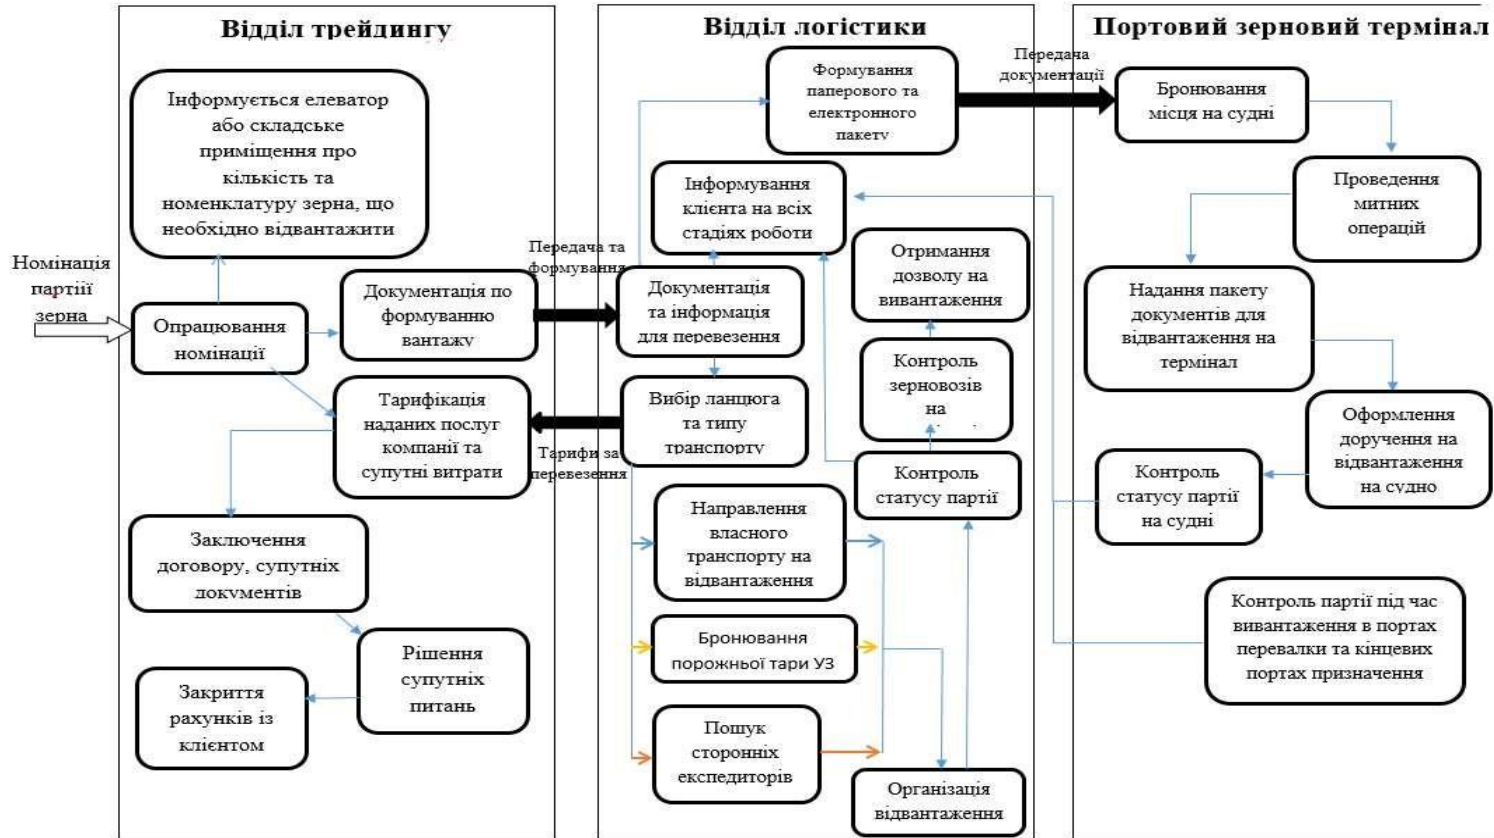 Відділ трейдингу
Інформується елеватор
або складське
приміщення про
кількість та
номенклатуру зерна, що
необхідно відвантажити
Номінація
партіїї
зерна
Опрацювання
номінації
Документація по
формуванню
вантажу
Тарифікація
наданих послуг
компанії та
супутні витрати
Заключення
договору, супутніх
документів
Рішення
супутніх
питань
Закриття
рахунків із
клієнтом
Передача та
формування
Тарифи за
перевезення
Відділ логістики
Формування
паперового та
електронного
пакету
Інформування
клієнта на всіх
стадіях роботи
Документація
та інформація
для перевезення
Отримання
дозволу на
вивантаження
Контроль
зерновозів
на
Вибір ланцюга
та типу
транспорту
Контроль
статусу партії
Направлення
власного
транспорту на
відвантаження
Бронювання
порожньої тари УЗ
Пошук
сторонніх
експедиторів
Організація
відвантаження
Передача
документації
Портовий зерновий термінал
Бронювання
місця на судні
Проведення
митних
операцій
Надання пакету
документів для
відвантаження на
термінал
Оформлення
доручення на
відвантаження
на судно
Контроль
статусу партії
на судні
Контроль партії під час
вивантаження в портах
перевалки та кінцевих
портах призначення